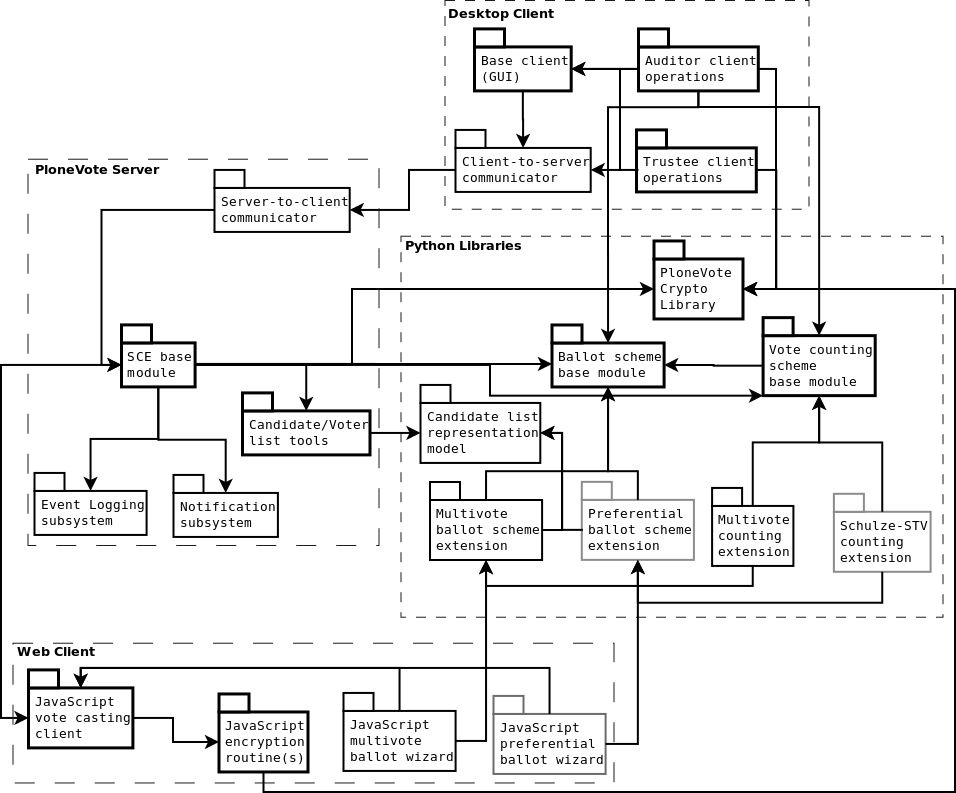 Desktop Client
Base client
(GUI)
Auditor client
operations
Client-to-server
communicator
Trustee client
operations
PloneVote Server
Server-to-client
communicator
SCE base
module
Candidate/Voter
list tools
Event Logging
subsystem
Notification
subsystem
Python Libraries
PloneVote
Crypto
Library
Ballot scheme
base module
Vote counting
scheme
base module
Candidate list
representation
model
Multivote
ballot scheme
extension
Preferential
ballot scheme
extension
Multivote
counting
extension
Schulze-STV
counting
extension
Web Client
JavaScript
vote casting
client
JavaScript
encryption
routine(s)
JavaScript
multivote
ballot wizard
JavaScript
preferential
ballot wizard